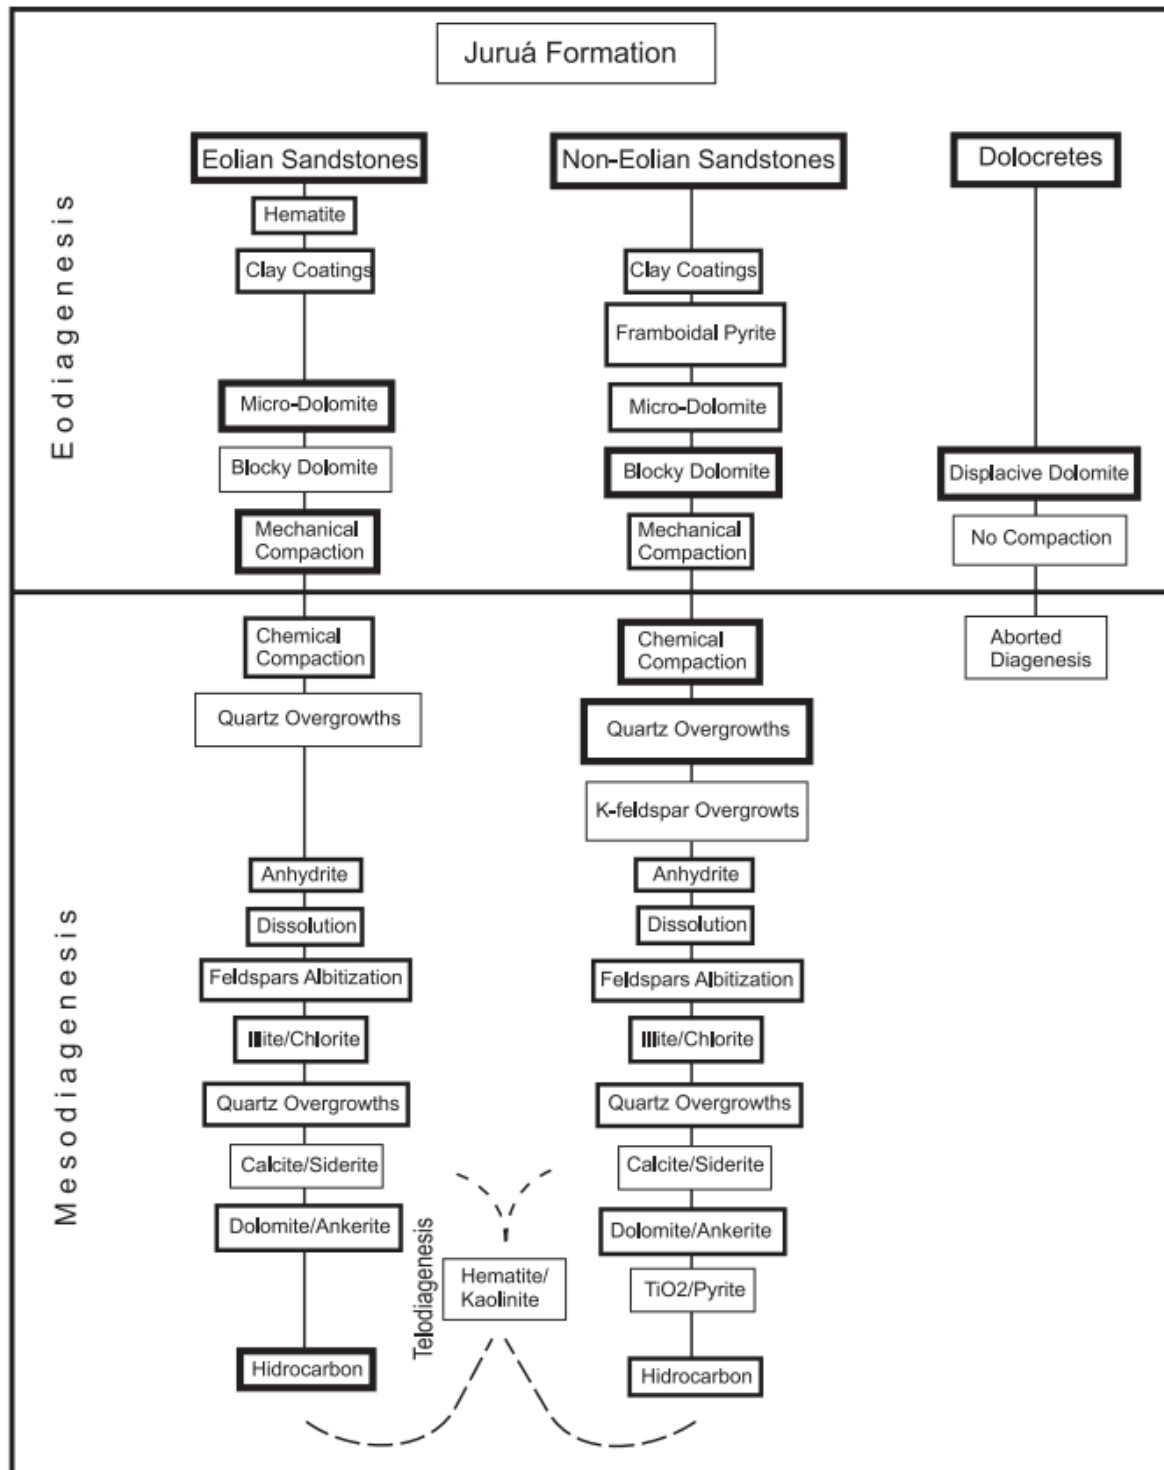 Juruá Formation
Eodiagenesis
Eolian Sandstones
Hematite
Clay Coatings
Micro-Dolomite
Blocky Dolomite
Mechanical
Compaction
Non-Eolian Sandstones
Clay Coatings
Framboidal Pyrite
Micro-Dolomite
Blocky Dolomite
Mechanical
Compaction
Dolocretes
Displacive Dolomite
No Compaction
Mesodiagenesis
Chemical
Compaction
Quartz Overgrowths
Anhydrite
Dissolution
Feldspars Albitization
Illite/Chlorite
Quartz Overgrowths
Calcite/Siderite
Dolomite/Ankerite
Hidrocarbon
Telodiagenesis
Hematite/
Kaolinite
Chemical
Compaction
Quartz Overgrowths
K-feldspar Overgrowts
Anhydrite
Dissolution
Feldspars Albitization
Illite/Chlorite
Quartz Overgrowths
Calcite/Siderite
Dolomite/Ankerite
TiO2/Pyrite
Hidrocarbon
Aborted
Diagenesis